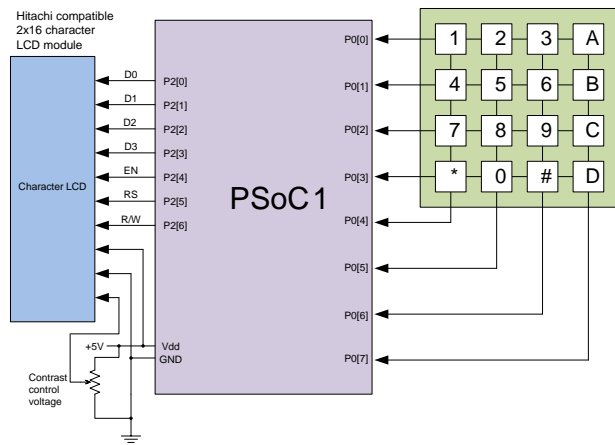 Hitachi compatible
2x16 character
LCD module
Character LCD
D0
D1
D2
D3
EN
RS
R/W
P2[0]
P2[1]
P2[2]
P2[3]
P2[4]
P2[5]
P2[6]
+5V
Vdd
GND
Contrast
control
voltage
PSoC1
P0[0]
P0[1]
P0[2]
P0[3]
P0[4]
P0[5]
P0[6]
P0[7]
1 2 3 A
4 5 6 B
7 8 9 C
* 0 # D